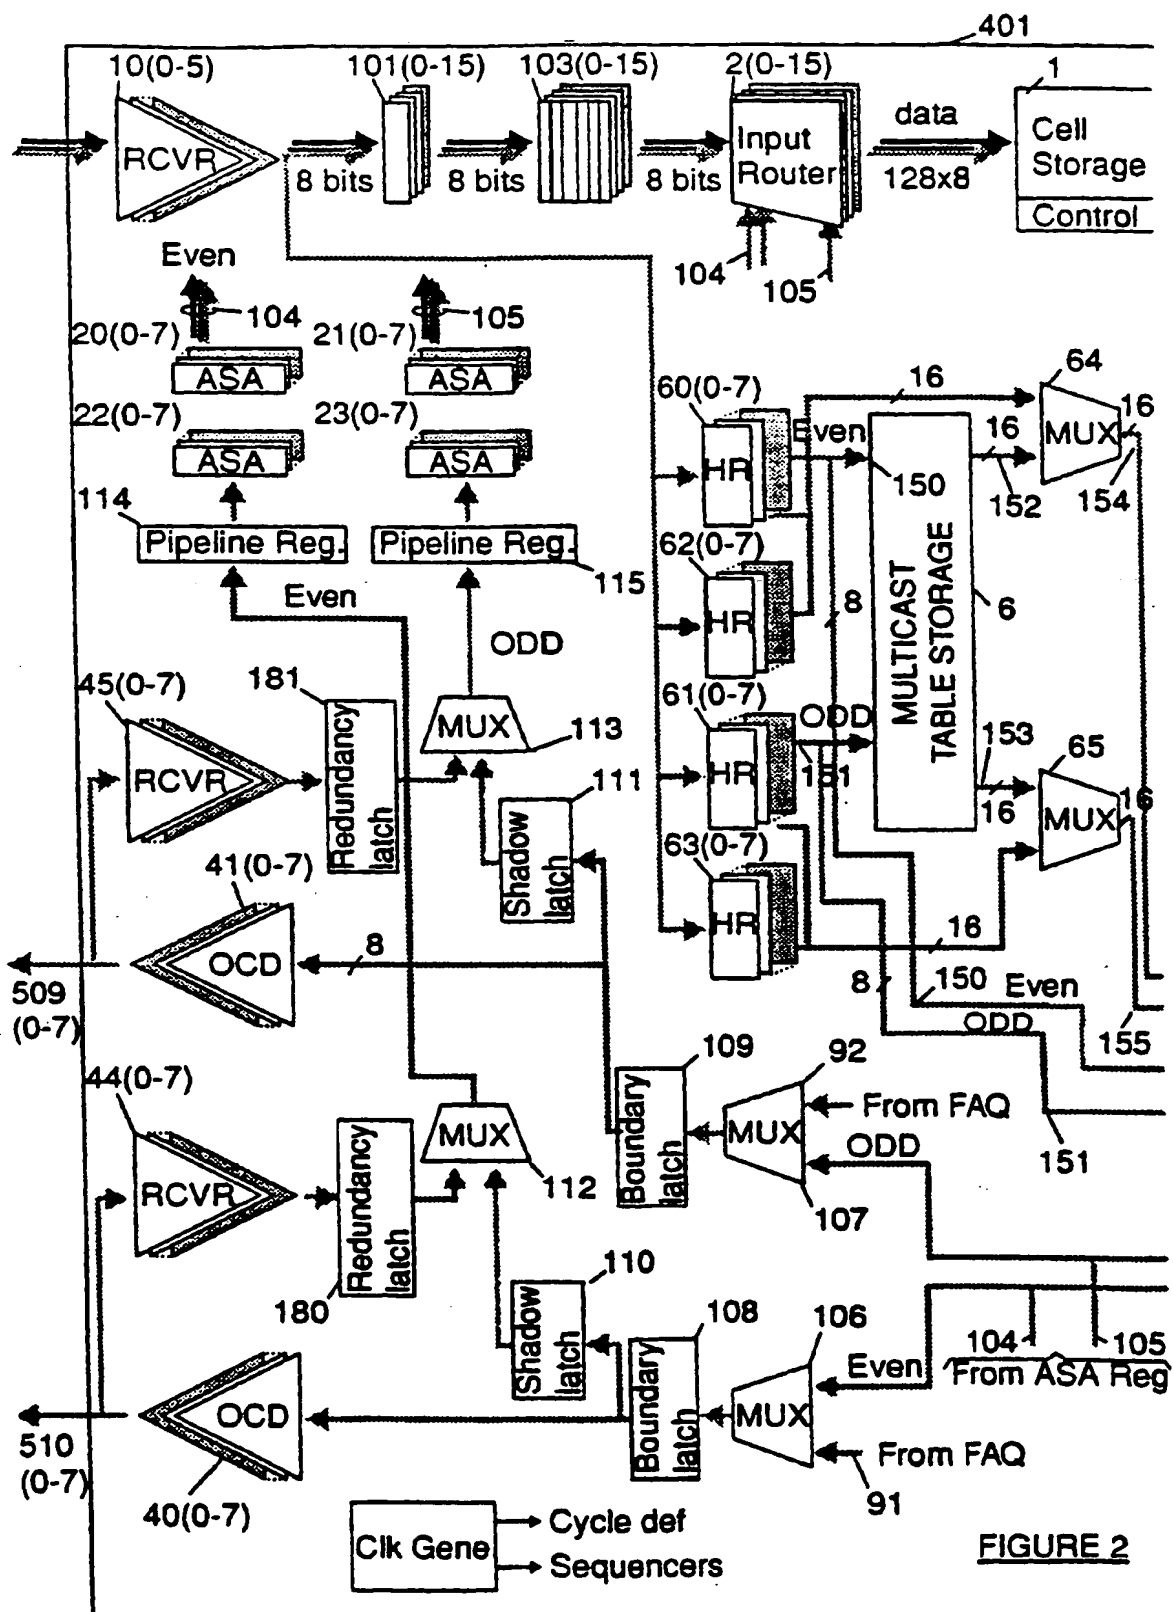 401
10(0-5)
101(0-15)
103(0-15)
2(0-15)
1
RCVR
8 bits
8 bits
8 bits
Input
Router
data
128x8
Cell
Storage
Control
104
105
Even
104
105
20(0-7)
21(0-7)
ASA
ASA
22(0-7)
23(0-7)
ASA
ASA
114
Pipeline Reg.
Pipeline Reg.
115
Even
ODD
60(0-7)
HR
Even
16
64
MUX
16
16
150
152
154
62(0-7)
HR
8
MULTICAST
TABLE STORAGE
6
61(0-7)
HR
ODD
151
153
16
65
MUX
16
63(0-7)
HR
16
8
150
Even
ODD
155
45(0-7)
181
RCVR
Redundancy
latch
MUX
113
111
Shadow
latch
41(0-7)
OCD
8
509
(0-7)
44(0-7)
RCVR
Redundancy
latch
180
MUX
112
109
Boundary
latch
92
MUX
From FAQ
ODD
107
151
110
Shadow
latch
108
Boundary
latch
106
MUX
Even
From FAQ
91
104
105
From ASA Reg
OCD
510
(0-7)
40(0-7)
Clk Gene
Cycle def
Sequencers
FIGURE 2